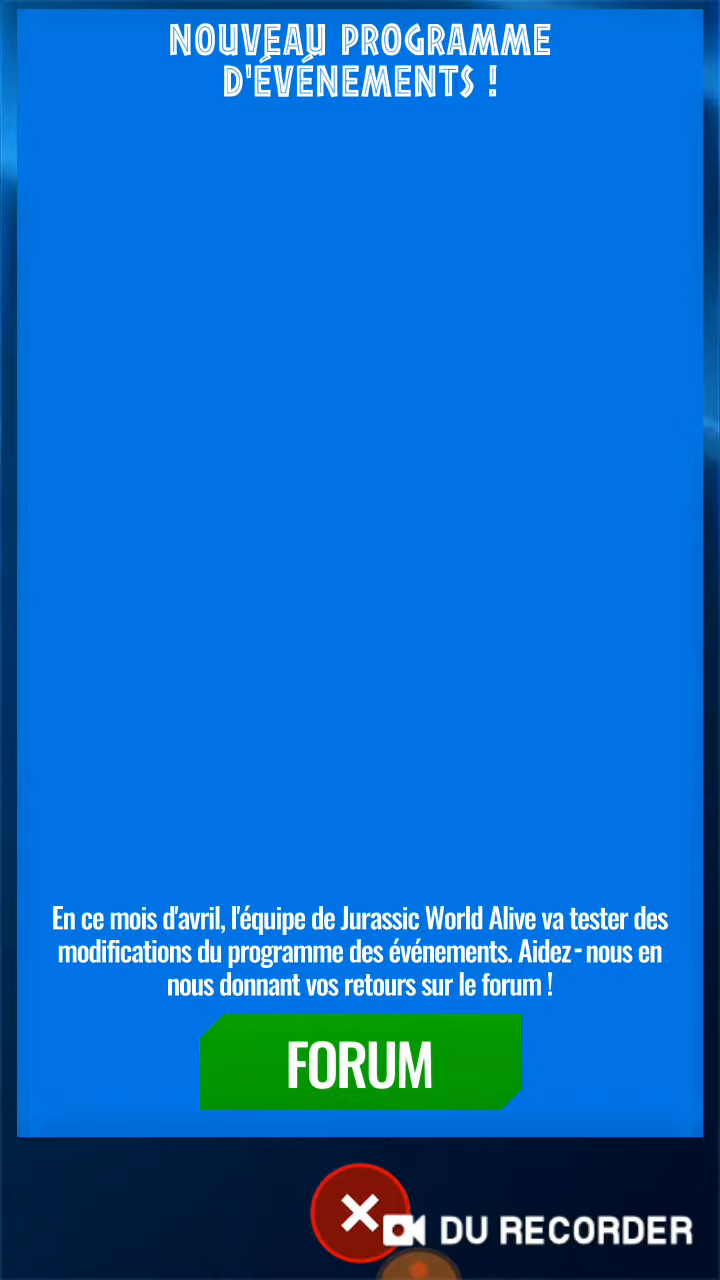 NOUVEAU PROGRAMME
D'ÉVÉNEMENTS !
En ce mois d'avril, l'équipe de Jurassic World Alive va tester des
modifications du programme des événements. Aidez-nous en
nous donnant vos retours sur le forum !
FORUM
DU RECORDER